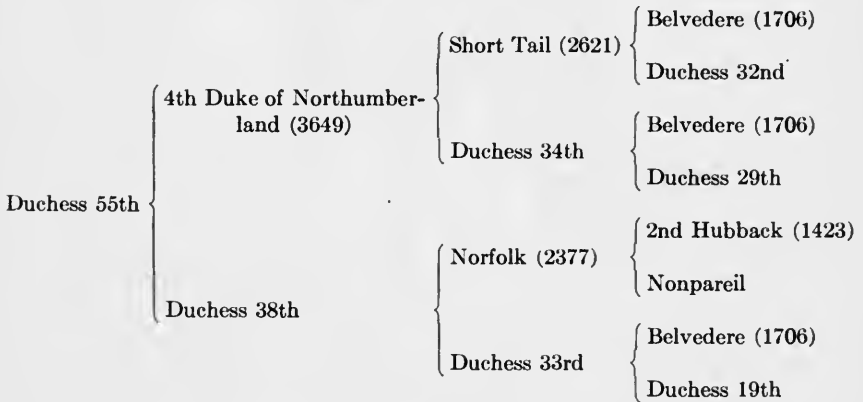 Belvedere (1706)
Short Tail (2621)
Duchess 32nd
4th Duke of Northumber-
land (3649)
Belvedere (1706)
Duchess 34th
Duchess 29th
Duchess 55th
2nd Hubback (1423)
Norfolk (2377)
Nonpareil
Duchess 38th
Belvedere (1706)
Duchess 33rd
Duchess 19th